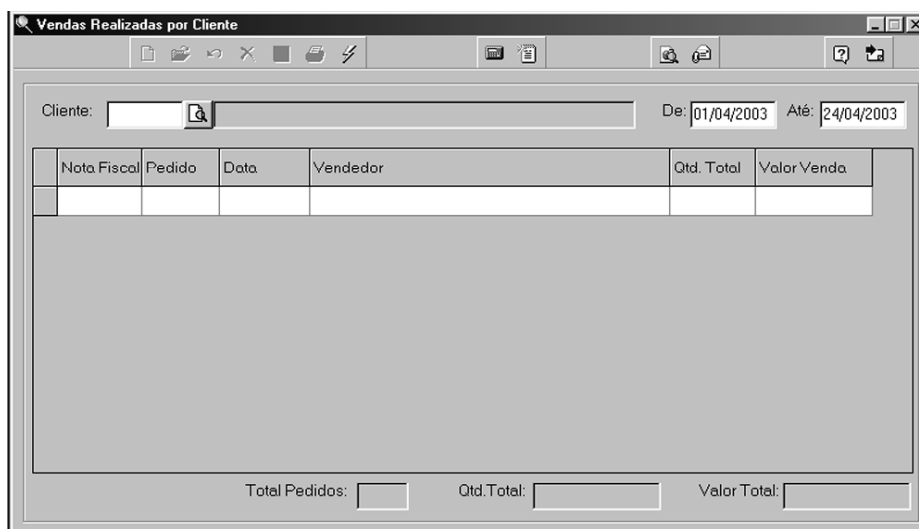 Vendas Realizadas por Cliente
Cliente: De: 01/04/2003 Até: 24/04/2003
Nota Fiscal Pedido Data Vendedor Qtd. Total Valor Venda
Total Pedidos: Qtd.Total: Valor Total: